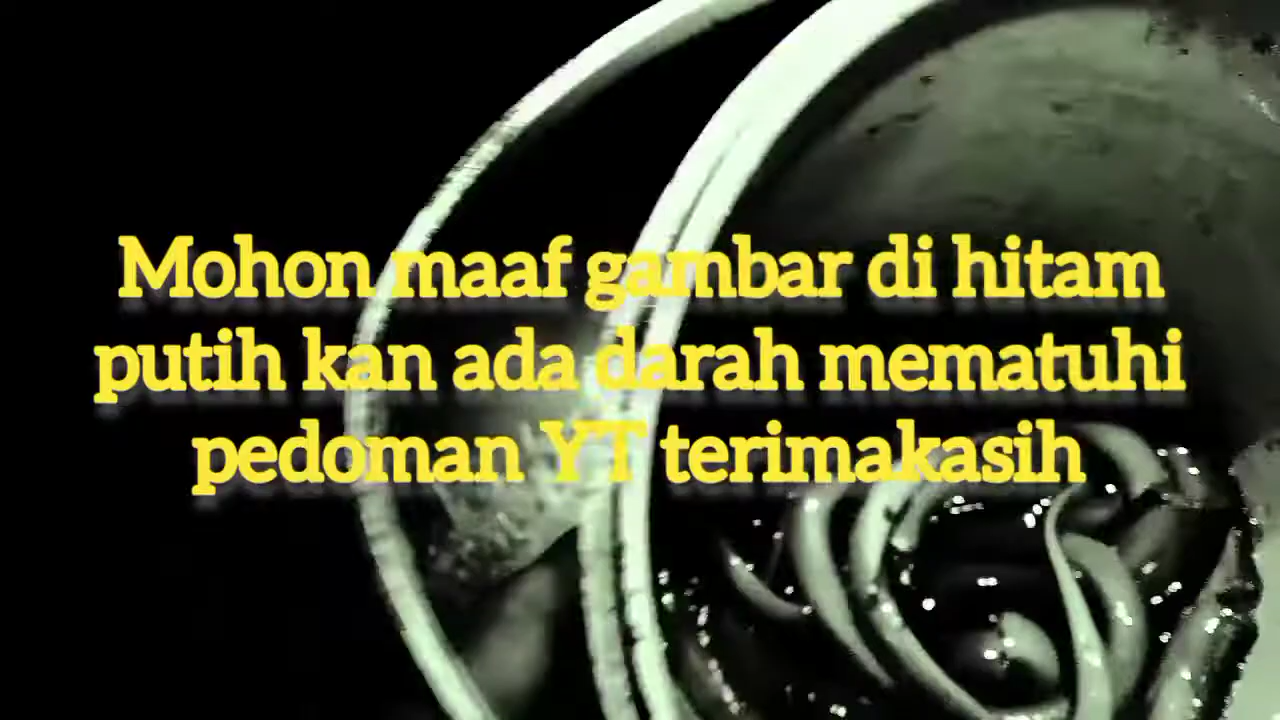 Mohon maaf gambar di hitam
putih kan ada darah mematuhi
pedoman YT terimakasih